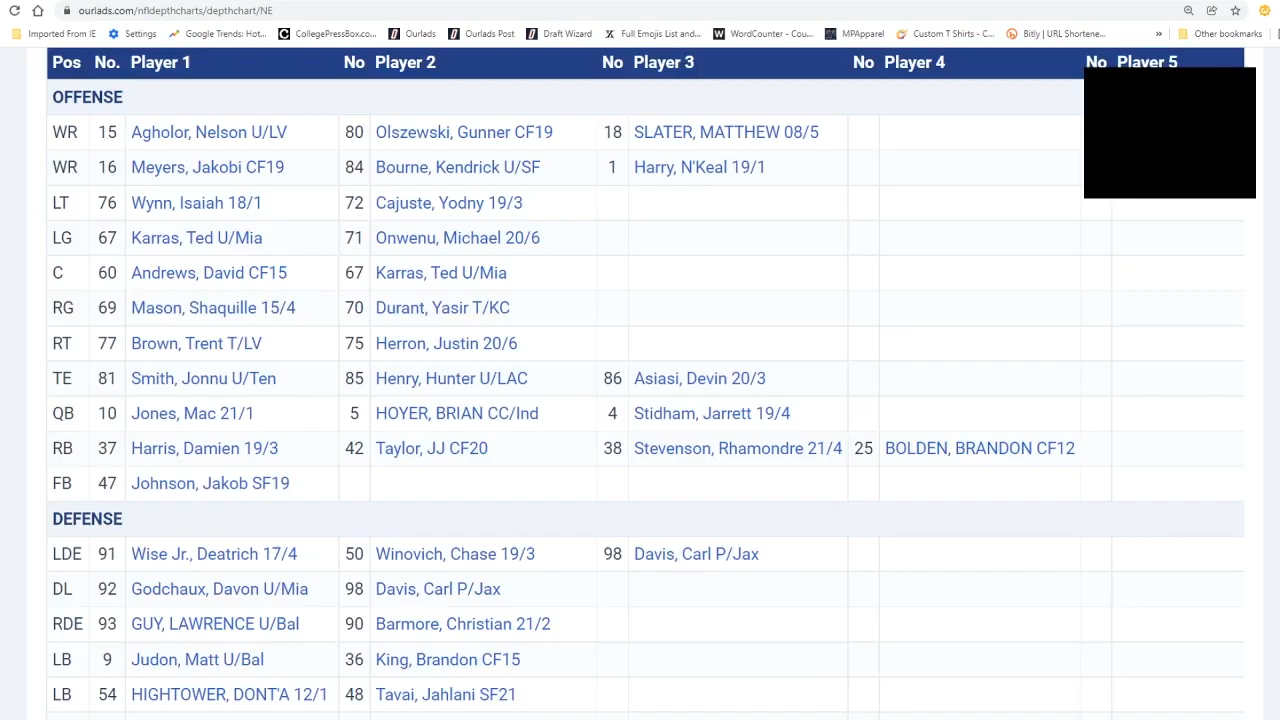 ourlads.com/nfldepthcharts/depthchart/NE
Imported From IE Settings Google Trends: Hot... CollegePressBox.co... Ourlads Ourlads Post Draft Wizard Full Emojis List and... WordCounter - Cou... MPApparel Custom T Shirts - C... Bitly | URL Shortene... » Other bookmarks
Pos No. Player 1 No Player 2 No Player 3 No Player 4 No Player 5
OFFENSE
WR 15 Agholor, Nelson U/LV 80 Olszewski, Gunner CF19 18 SLATER, MATTHEW 08/5
WR 16 Meyers, Jakobi CF19 84 Bourne, Kendrick U/SF 1 Harry, N'Keal 19/1
LT 76 Wynn, Isaiah 18/1 72 Cajuste, Yodny 19/3
LG 67 Karras, Ted U/Mia 71 Onwenu, Michael 20/6
C 60 Andrews, David CF15 67 Karras, Ted U/Mia
RG 69 Mason, Shaquille 15/4 70 Durant, Yasir T/KC
RT 77 Brown, Trent T/LV 75 Herron, Justin 20/6
TE 81 Smith, Jonnu U/Ten 85 Henry, Hunter U/LAC 86 Asiasi, Devin 20/3
QB 10 Jones, Mac 21/1 5 HOYER, BRIAN CC/Ind 4 Stidham, Jarrett 19/4
RB 37 Harris, Damien 19/3 42 Taylor, JJ CF20 38 Stevenson, Rhamondre 21/4 25 BOLDEN, BRANDON CF12
FB 47 Johnson, Jakob SF19
DEFENSE
LDE 91 Wise Jr., Deatrich 17/4 50 Winovich, Chase 19/3 98 Davis, Carl P/Jax
DL 92 Godchaux, Davon U/Mia 98 Davis, Carl P/Jax
RDE 93 GUY, LAWRENCE U/Bal 90 Barmore, Christian 21/2
LB 9 Judon, Matt U/Bal 36 King, Brandon CF15
LB 54 HIGHTOWER, DONT'A 12/1 48 Tavai, Jahlani SF21